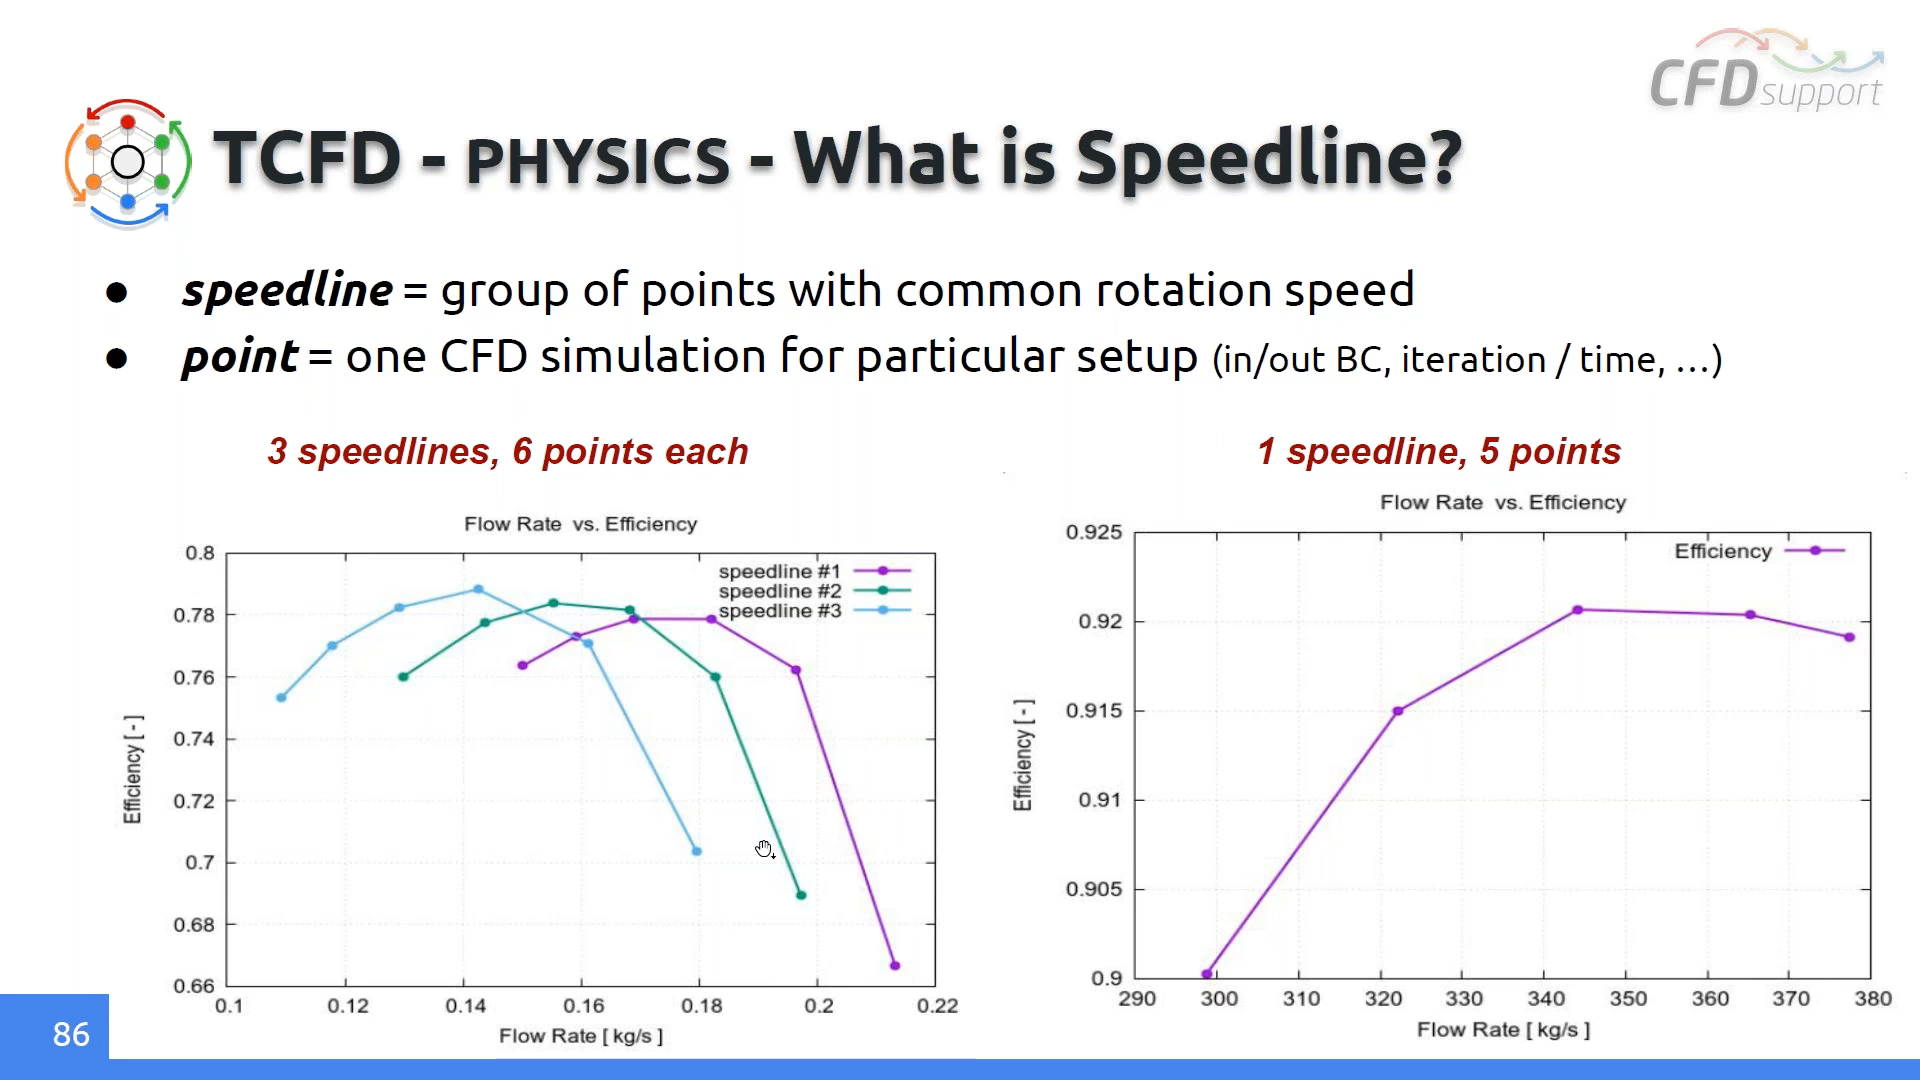 CFD support
TCFD - PHYSICS - What is Speedline?
● speedline = group of points with common rotation speed
● point = one CFD simulation for particular setup (in/out BC, iteration / time, …)
3 speedlines, 6 points each
Flow Rate vs. Efficiency
speedline #1
speedline #2
speedline #3
Efficiency [ - ]
0.8
0.78
0.76
0.74
0.72
0.7
0.68
0.66
0.1 0.12 0.14 0.16 0.18 0.2 0.22
Flow Rate [ kg/s ]
1 speedline, 5 points
Flow Rate vs. Efficiency
Efficiency
Efficiency [ - ]
0.925
0.92
0.915
0.91
0.905
0.9
290 300 310 320 330 340 350 360 370 380
Flow Rate [ kg/s ]
86